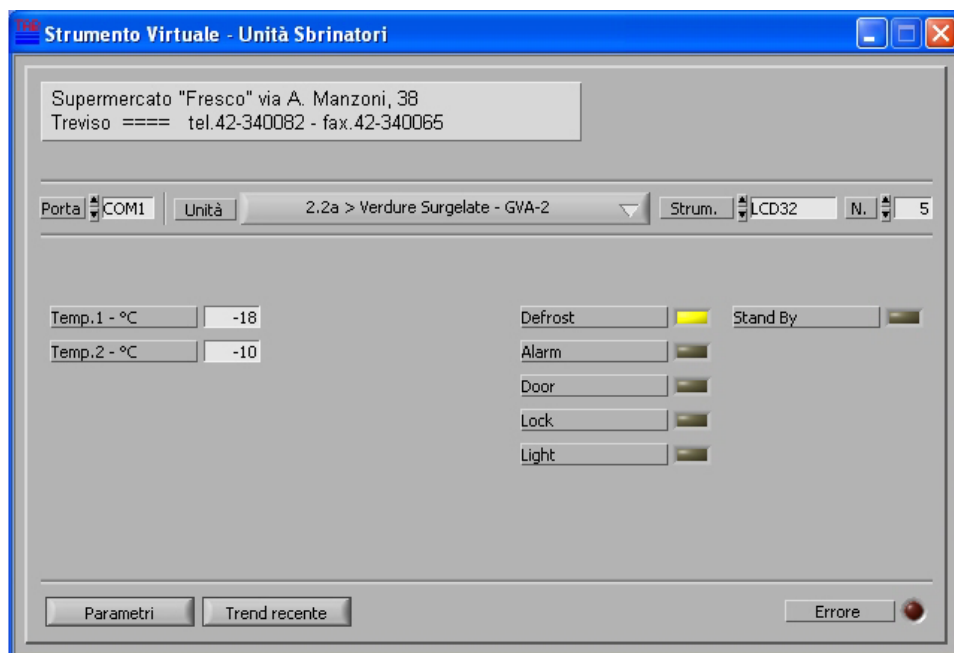 TAB
Strumento Virtuale - Unità Sbrinatori
Supermercato "Fresco" via A. Manzoni, 38
Treviso ==== tel.42-340082 - fax.42-340065
Porta COM1 Unità 2.2a > Verdure Surgelate - GVA-2 Strum. LCD32 N. 5
Temp.1 - °C -18 Defrost Stand By
Temp.2 - °C -10 Alarm
Door
Lock
Light
Parametri Trend recente Errore